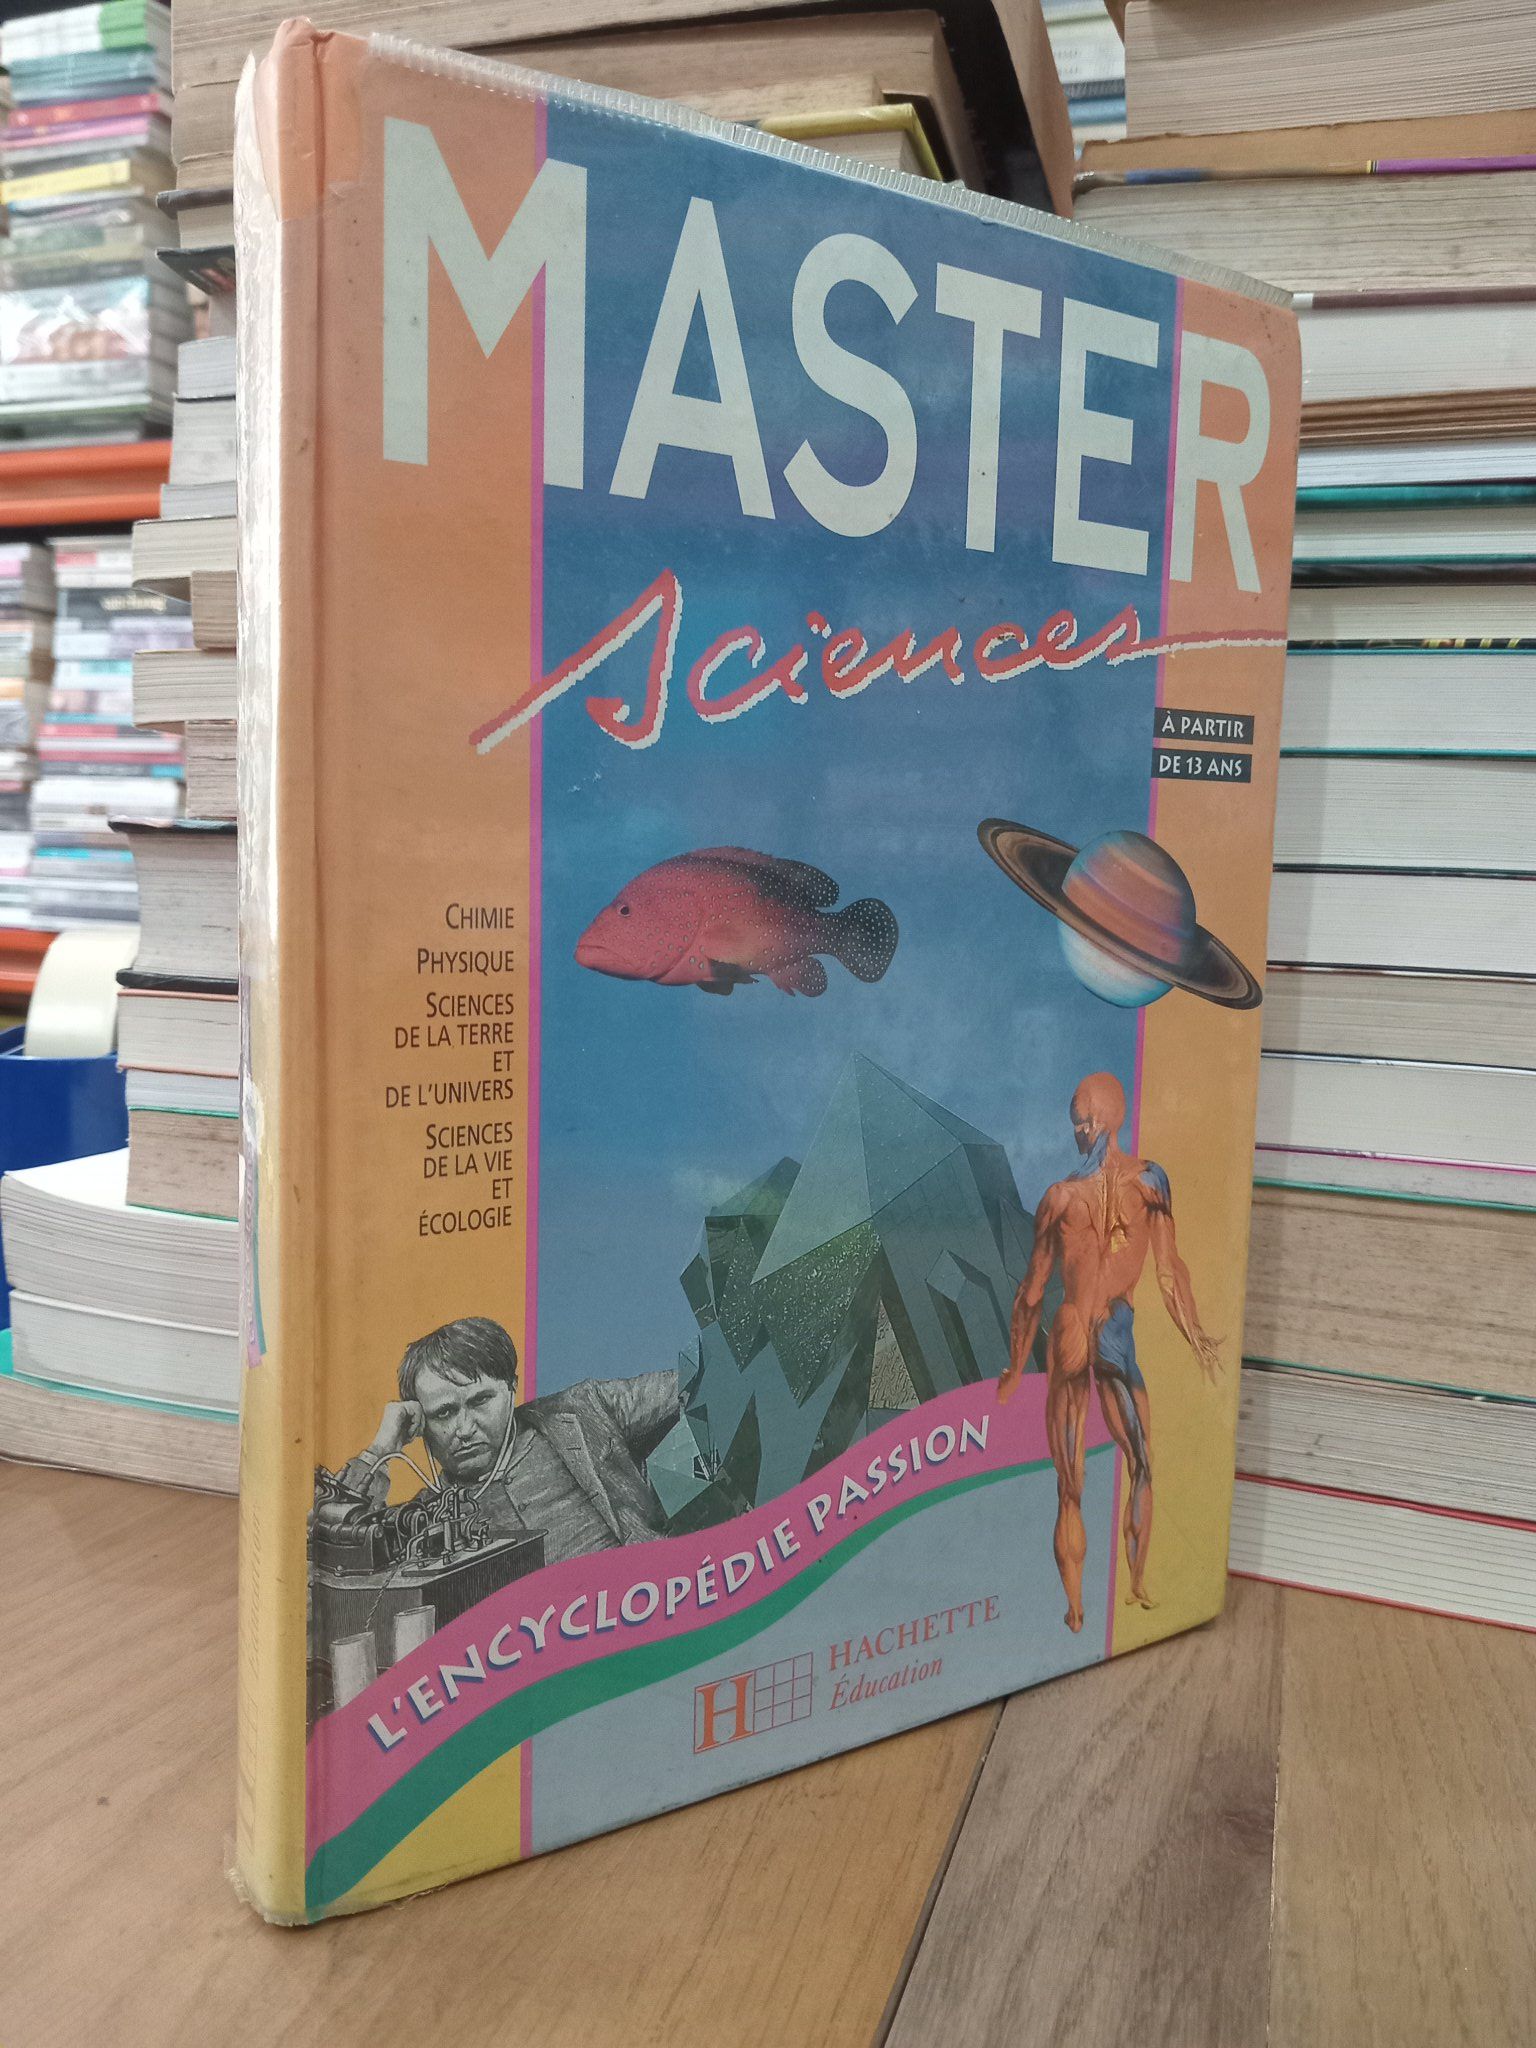 MASTER
Sciences
À PARTIR
DE 13 ANS
CHIMIE
PHYSIQUE
SCIENCES
DE LA TERRE
ET
DE L'UNIVERS
SCIENCES
DE LA VIE
ET
ÉCOLOGIE
L'ENCYCLOPÉDIE PASSION
H
HACHETTE
Éducation